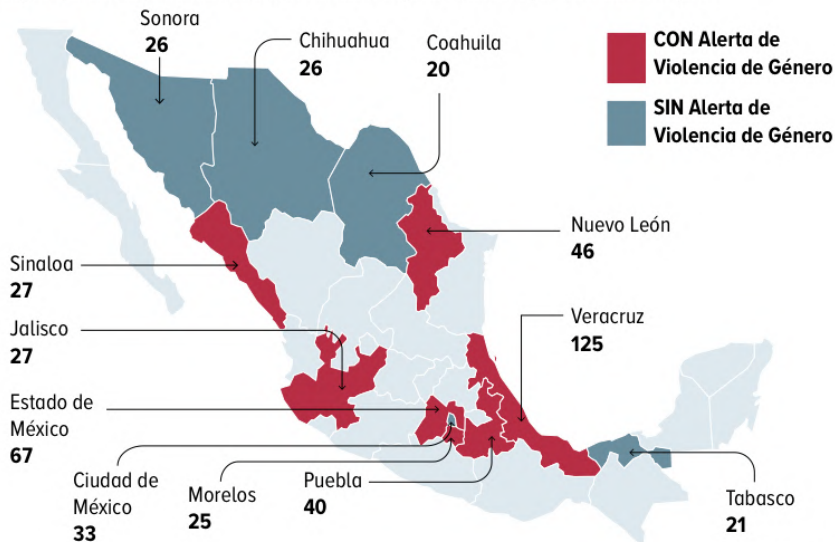 Sonora
26
Chihuahua
26
Coahuila
20
CON Alerta de
Violencia de Género
SIN Alerta de
Violencia de Género
Nuevo León
46
Sinaloa
27
Jalisco
27
Veracruz
125
Estado de
México
67
Ciudad de
México
33
Morelos
25
Puebla
40
Tabasco
21